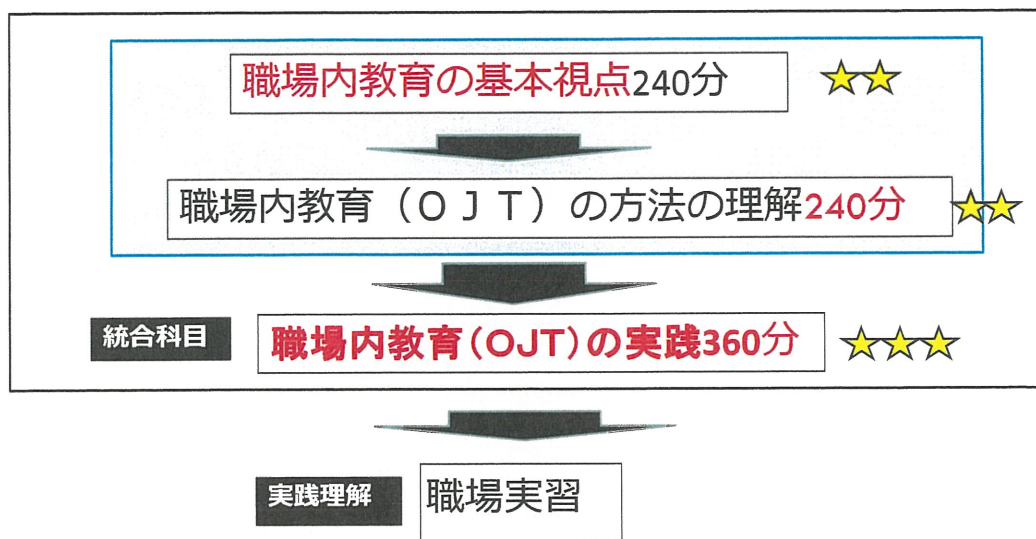 職場内教育の基本視点240分
職場内教育（ＯＪＴ）の方法の理解240分
統合科目
職場内教育(OJT)の実践360分
実践理解
職場実習